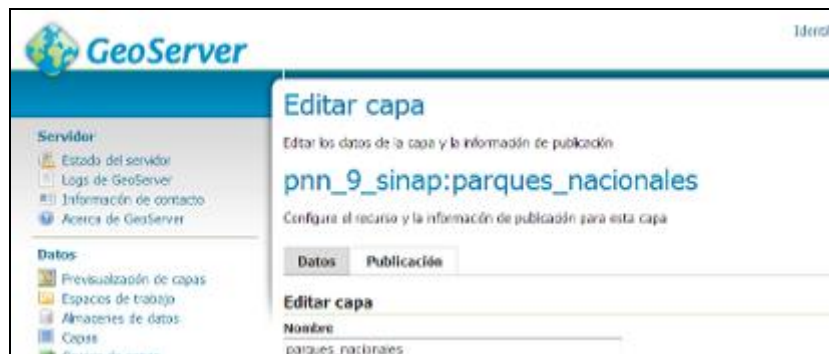 GeoServer
Servidor
Estado del servidor
Logs de GeoServer
Información de contacto
Acerca de GeoServer
Datos
Previsualización de capas
Espacios de trabajo
Almacenes de datos
Capas
Editar capa
Editar los datos de la capa y la información de publicación
pnn_9_sinap:parques_nacionales
Configure el recurso y la información de publicación para esta capa
Datos Publicación
Editar capa
Nombre
parques_nacionales